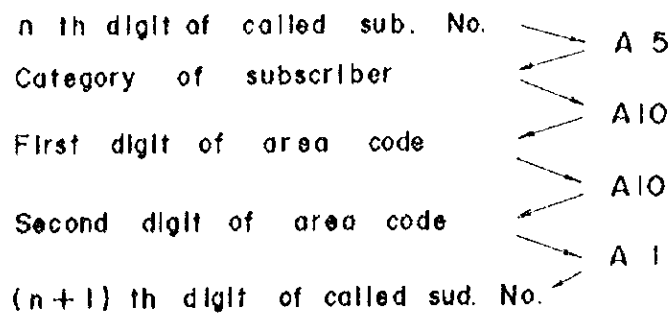 n th digit of called sub. No.
A 5
Category of subscriber
A10
First digit of area code
A10
Second digit of area code
A 1
(n+1) th digit of called sud. No.